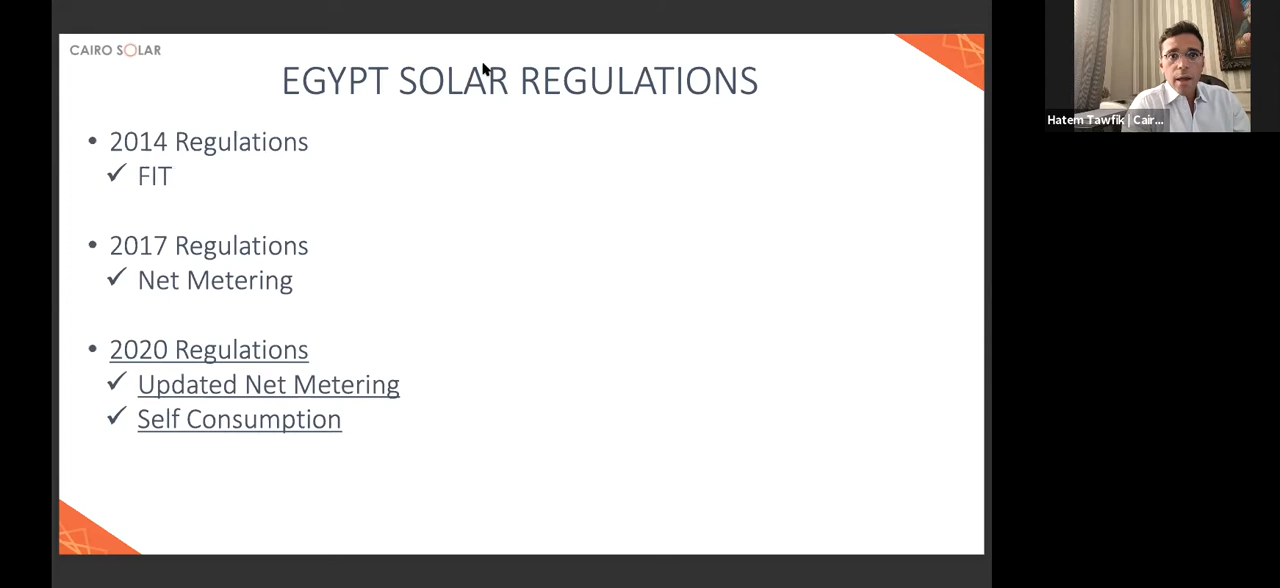 CAIRO SOLAR
EGYPT SOLAR REGULATIONS
• 2014 Regulations
✓ FIT
• 2017 Regulations
✓ Net Metering
• 2020 Regulations
✓ Updated Net Metering
✓ Self Consumption
Hatem Tawfik | Cair...